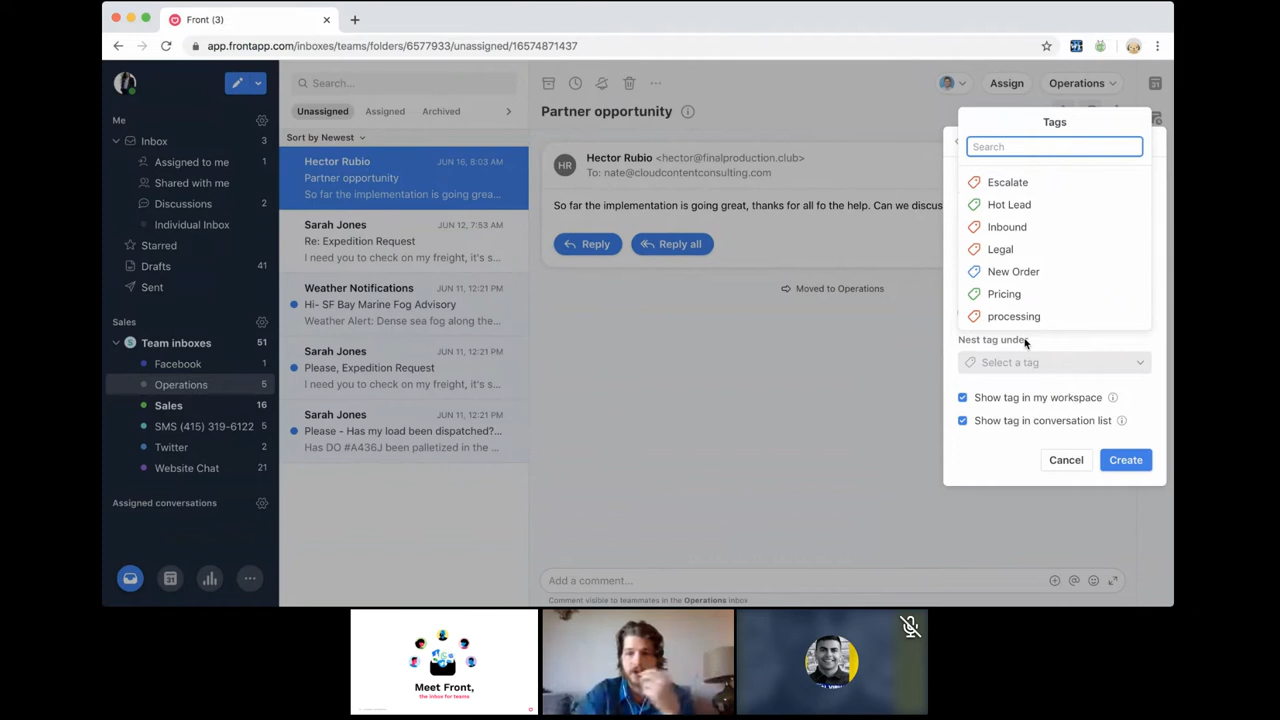 Front (3)
app.frontapp.com/inboxes/teams/folders/6577933/unassigned/16574871437
Me
Inbox 3
Assigned to me
Shared with me
Discussions 2
Individual Inbox
Starred
Drafts 41
Sent
Sales
Team inboxes 51
Facebook 1
Operations 5
Sales 16
SMS (415) 319-6122 5
Twitter 2
Website Chat 21
Assigned conversations
31
Search...
Unassigned Assigned Archived
Sort by Newest
Hector Rubio JUN 16, 8:03 AM
Partner opportunity
So far the implementation is going grea...
Sarah Jones JUN 12, 7:53 AM
Re: Expedition Request
I need you to check on my freight, it's s...
Weather Notifications JUN 11, 12:21 PM
Hi- SF Bay Marine Fog Advisory
Weather Alert: Dense sea fog along the...
Sarah Jones JUN 11, 12:21 PM
Please, Expedition Request
I need you to check on my freight, it's s...
Sarah Jones JUN 11, 12:21 PM
Please - Has my load been dispatched?...
Has DO #A436J been palletized in the ...
Assign Operations 31
Partner opportunity
HR
Hector Rubio <hector@finalproduction.club>
To: nate@cloudcontentconsulting.com
So far the implementation is going great, thanks for all fo the help. Can we discus
Reply Reply all
Moved to Operations
Add a comment...
Comment visible to teammates in the Operations inbox
Tags
Search
Escalate
Hot Lead
Inbound
Legal
New Order
Pricing
processing
Nest tag under
Select a tag
Show tag in my workspace
Show tag in conversation list
Cancel Create
Meet Front,
the inbox for teams